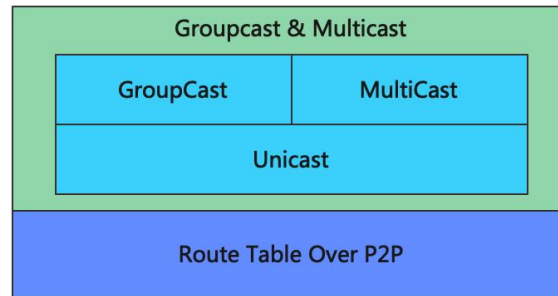 Groupcast & Multicast
GroupCast
MultiCast
Unicast
Route Table Over P2P